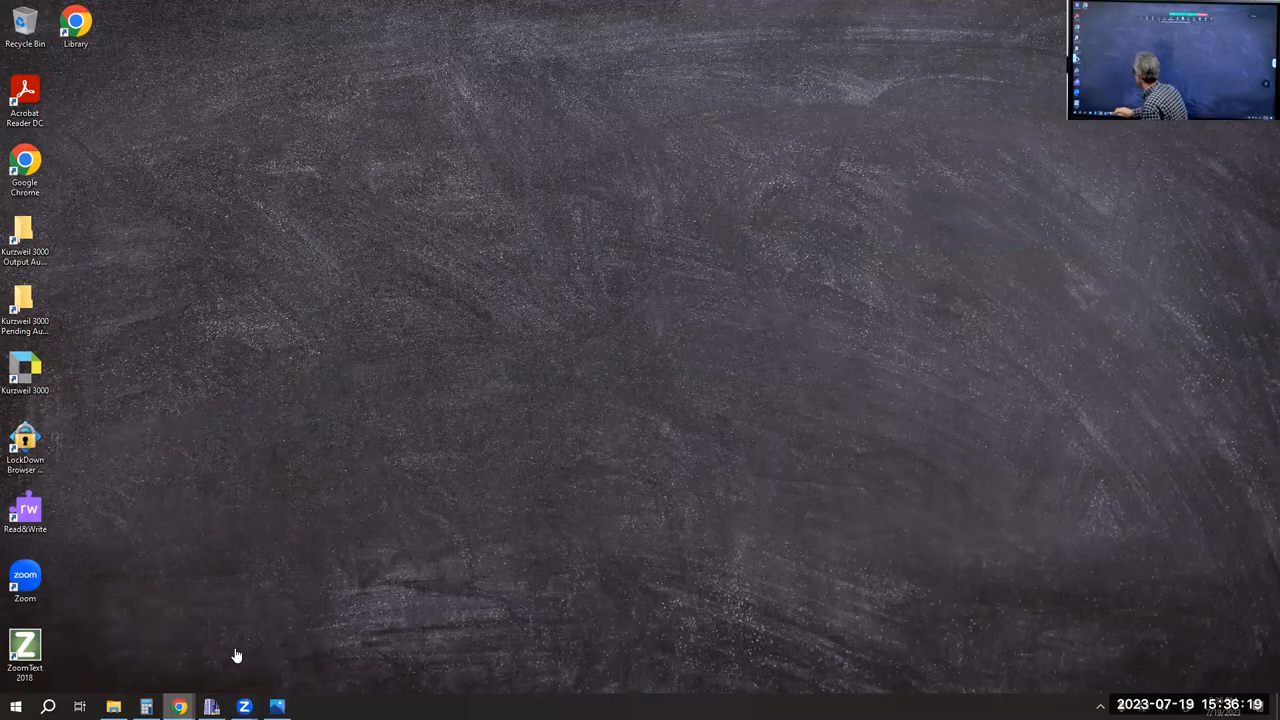 Recycle Bin
Library
Acrobat
Reader DC
Google
Chrome
Kurzweil 3000
Output Au...
Kurzweil 3000
Pending Au...
Kurzweil 3000
LockDown
Browser ...
rw
Read&Write
zoom
Zoom
Z
ZoomText
2018
2023-07-19 15:36:19